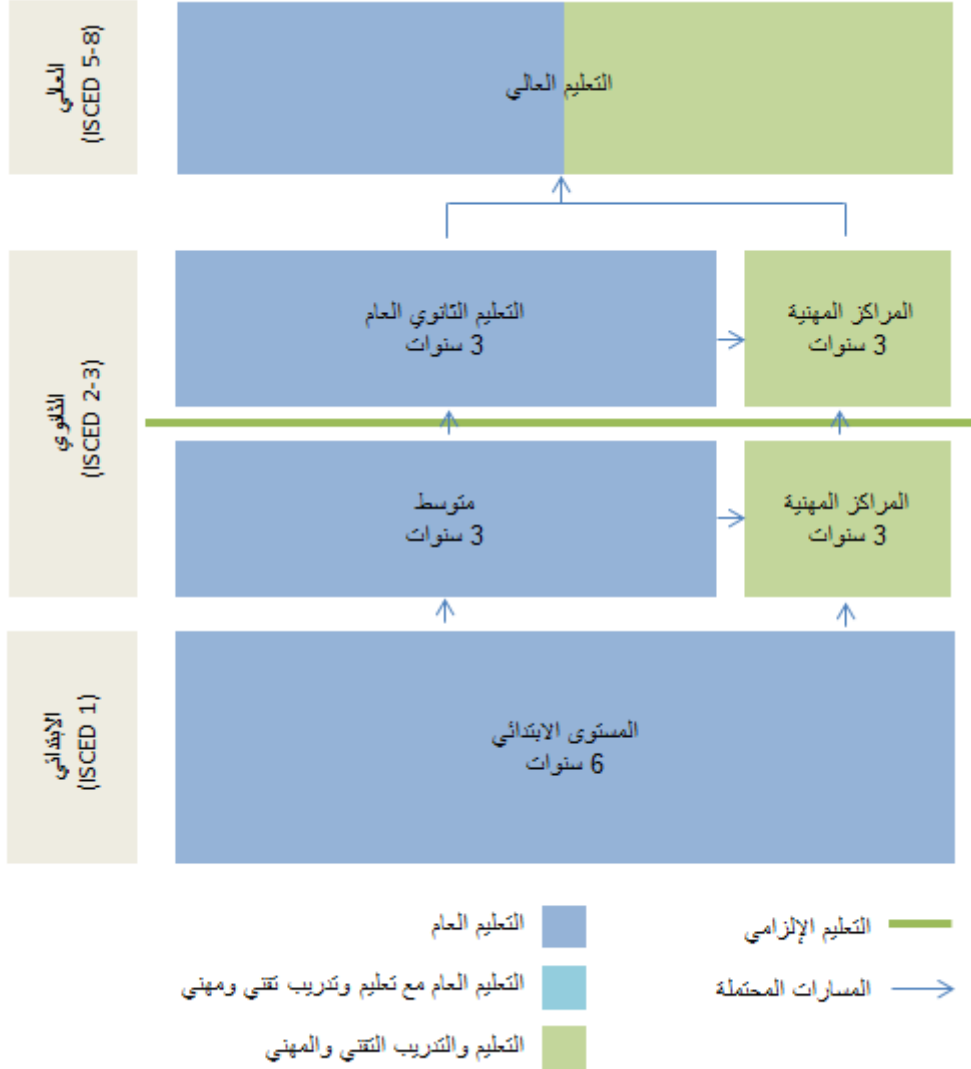 العالي
(ISCED 5-8)
التعليم العالي
الثانوي
(ISCED 2-3)
التعليم الثانوي العام
3 سنوات
المراكز المهنية
3 سنوات
متوسط
3 سنوات
المراكز المهنية
3 سنوات
الابتدائي
(ISCED 1)
المستوى الابتدائي
6 سنوات
التعليم الإلزامي
المسارات المحتملة
التعليم العام
التعليم العام مع تعليم وتدريب تقني ومهني
التعليم والتدريب التقني والمهني